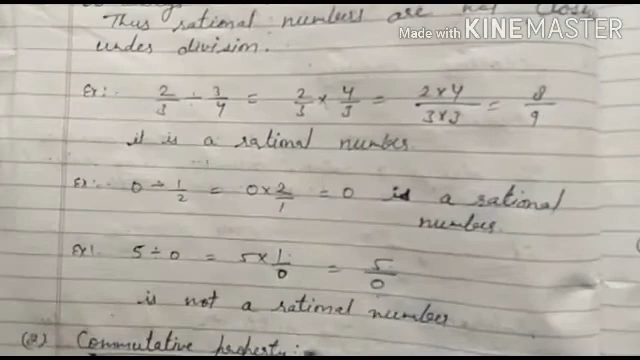 Thus rational numbers are not
Made with KINEMASTER
under division.
Ex:- 2/3 ÷ 3/4 = 2/3 × 4/3 = 2×4/3×3 = 8/9
it is a rational number.
Ex:- 0 ÷ 1/2 = 0×2/1 = 0 is a rational
number.
Ex! 5÷0 = 5×1/0 = 5/0
is not a rational number.
(2) Commutative property: